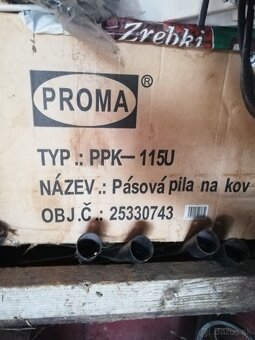 Zrebki
PROMA®
TYP.: PPK-115U
NÁZEV.: Pásová pila na kov
OBJ.Č.: 25330743